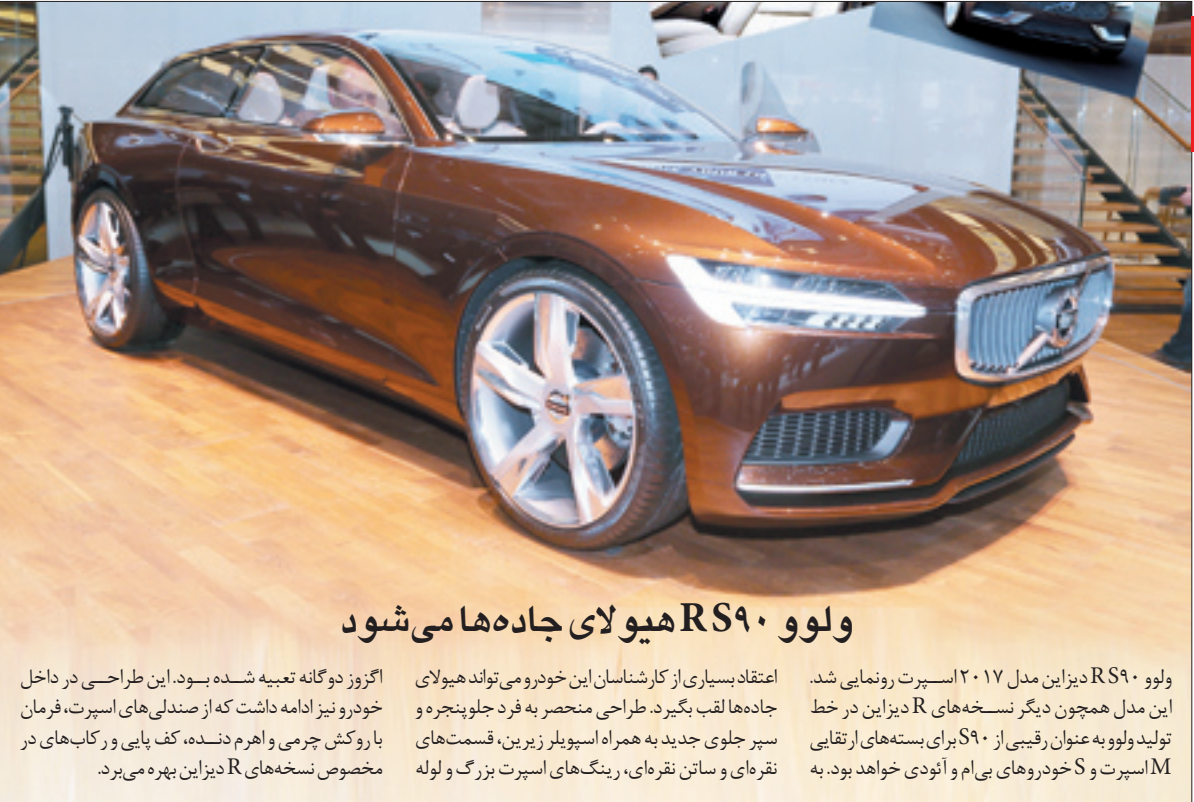 ولوو RS۹۰ هیولای جاده‌ها می‌شود
ولوو RS۹۰ دیزاین مدل ۲۰۱۷ اسپرت رونمایی شد.
این مدل همچون دیگر نسخه‌های R دیزاین در خط
تولید ولوو به عنوان رقیبی از S۹۰ برای بسته‌های ارتقایی
M اسپرت و S خودروهای بی‌ام و آئودی خواهد بود. به
اعتقاد بسیاری از کارشناسان این خودرو می‌تواند هیولای
جاده‌ها لقب بگیرد. طراحی منحصر به فرد جلوپنجره و
سپر جلوی جدید به همراه اسپویلر زیرین، قسمت‌های
نقره‌ای و ساتن نقره‌ای، رینگ‌های اسپرت بزرگ و لوله
اگزوز دوگانه تعبیه شده بود. این طراحی در داخل
خودرو نیز ادامه داشت که از صندلی‌های اسپرت، فرمان
با روکش چرمی و اهرم دنده، کف پایی و رکاب‌های در
مخصوص نسخه‌های R دیزاین بهره می‌برد.